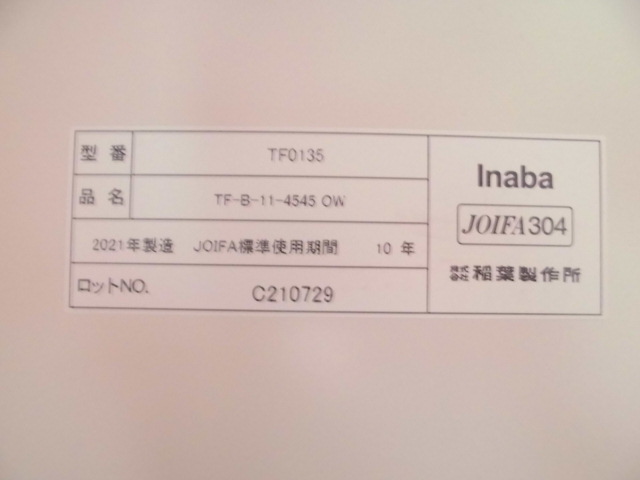 型番 TF0135
品名 TF-B-11-4545 OW
2021年製造 JOIFA標準使用期間 10年
ロットNO. C210729
Inaba
JOIFA304
株式会社 稲葉製作所